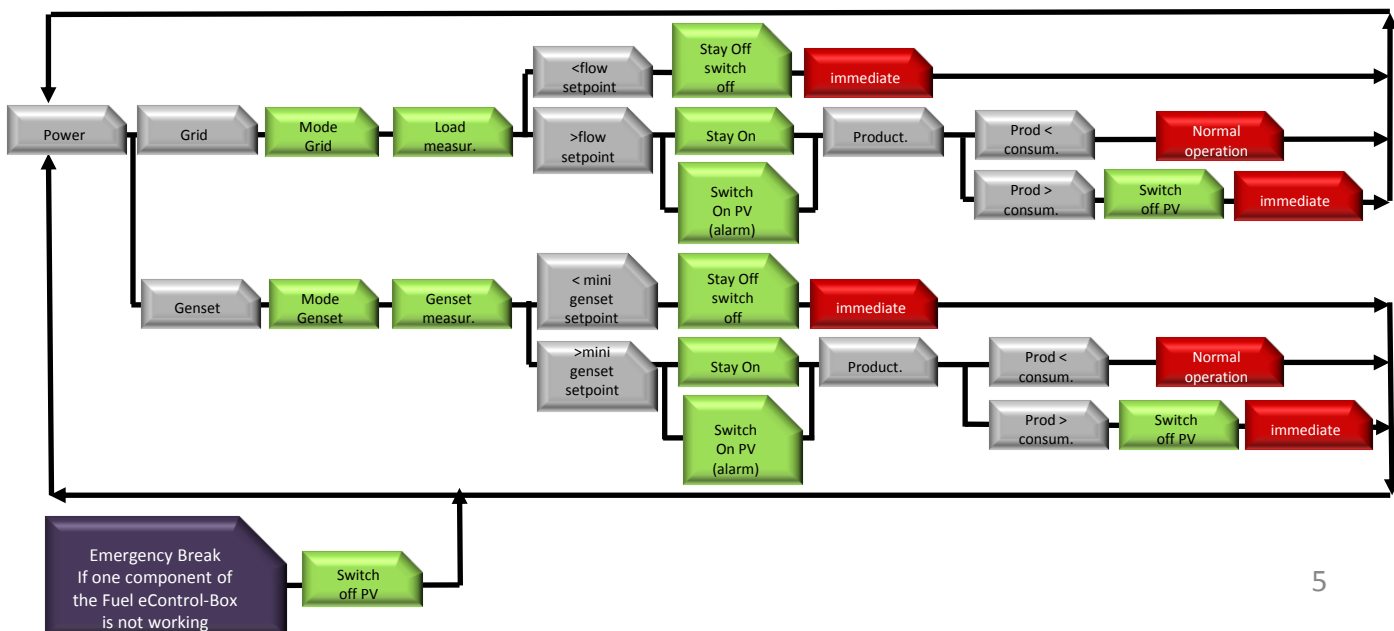 Power
Grid
Mode
Grid
Load
measur.
<flow
setpoint
Stay Off
switch
off
immediate
>flow
setpoint
Stay On
Switch
On PV
(alarm)
Product.
Prod <
consum.
Normal
operation
Prod >
consum.
Switch
off PV
immediate
Genset
Mode
Genset
Genset
measur.
< mini
genset
setpoint
Stay Off
switch
off
immediate
>mini
genset
setpoint
Stay On
Switch
On PV
(alarm)
Product.
Prod <
consum.
Normal
operation
Prod >
consum.
Switch
off PV
immediate
Emergency Break
If one component of
the Fuel eControl-Box
is not working
Switch
off PV
5